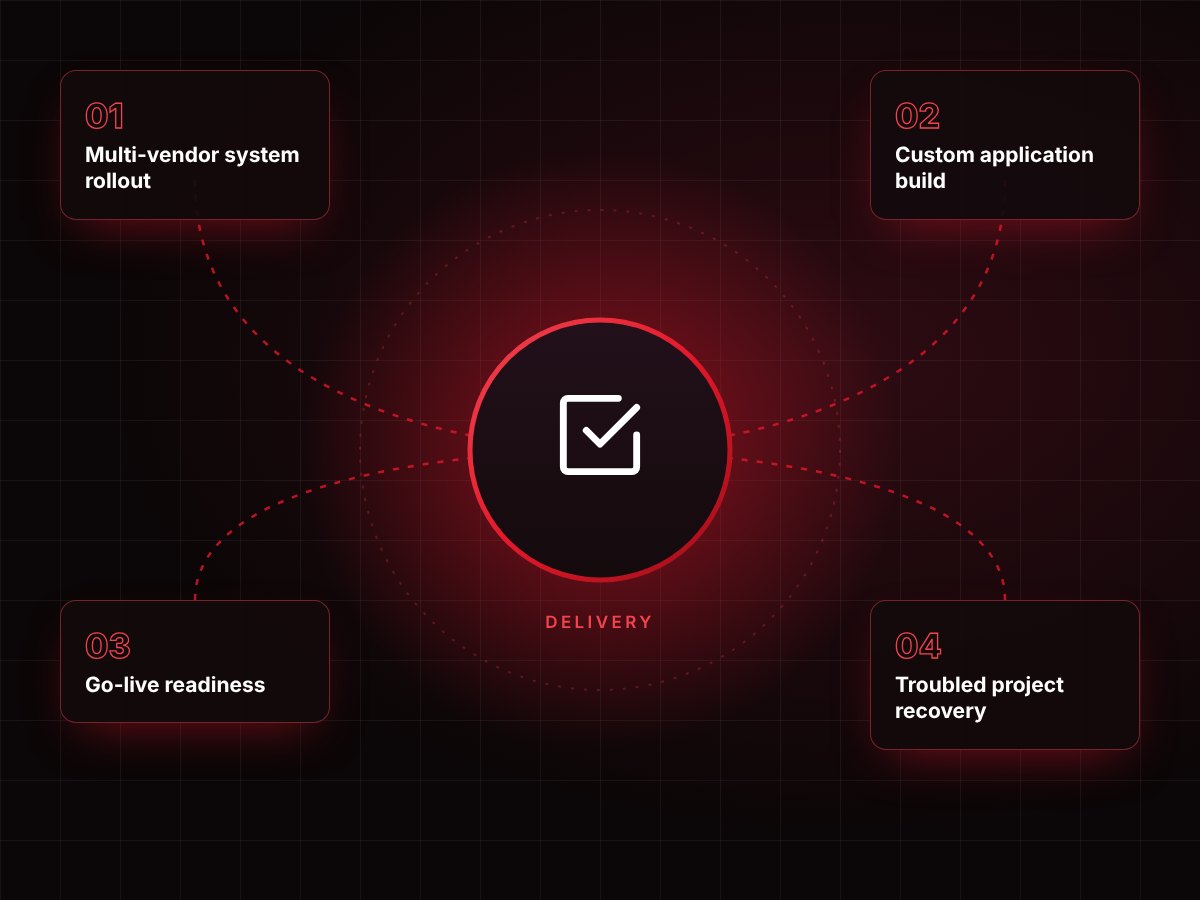 01
Multi-vendor system
rollout
02
Custom application
build
DELIVERY
03
Go-live readiness
04
Troubled project
recovery